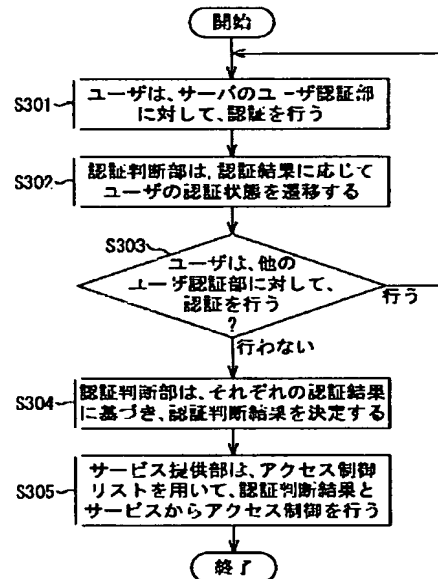 開始
S301
ユーザは、サーバのユーザ認証部
に対して、認証を行う
S302
認証判断部は、認証結果に応じて
ユーザの認証状態を遷移する
S303
ユーザは、他の
ユーザ認証部に対して、
認証を行う
?
行う
行わない
S304
認証判断部は、それぞれの認証結果
に基づき、認証判断結果を決定する
S305
サービス提供部は、アクセス制御
リストを用いて、認証判断結果と
サービスからアクセス制御を行う
終了